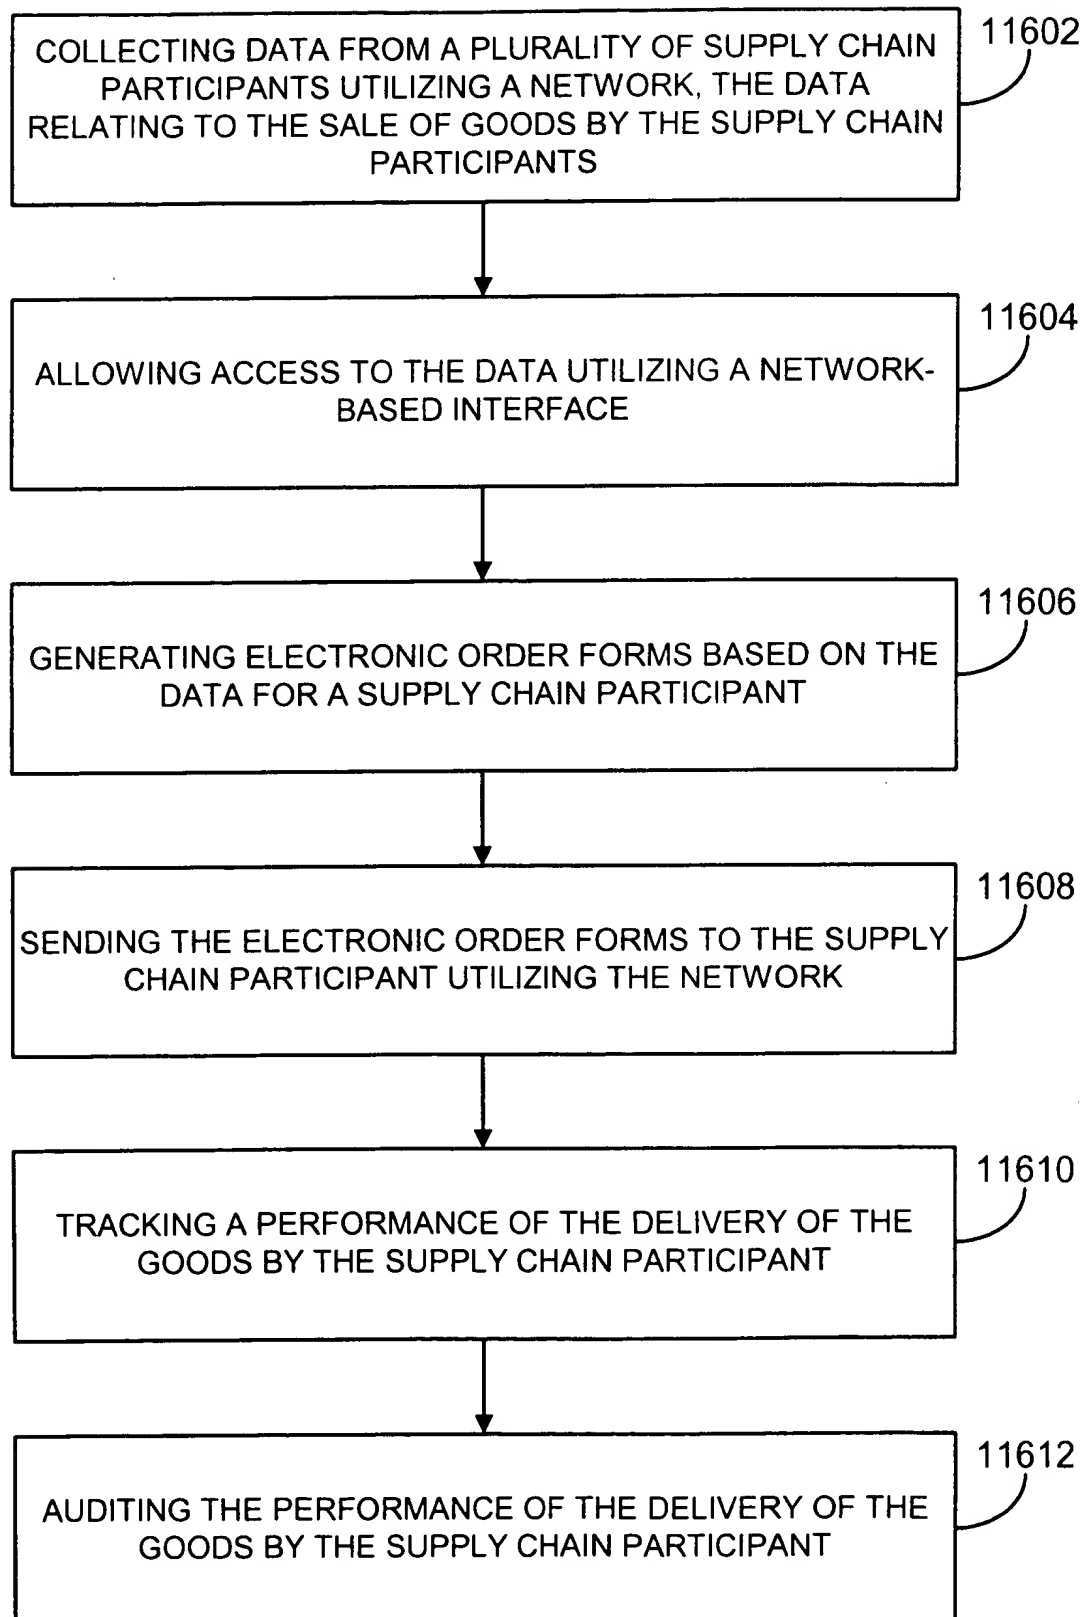 COLLECTING DATA FROM A PLURALITY OF SUPPLY CHAIN
PARTICIPANTS UTILIZING A NETWORK, THE DATA
RELATING TO THE SALE OF GOODS BY THE SUPPLY CHAIN
PARTICIPANTS
11602
ALLOWING ACCESS TO THE DATA UTILIZING A NETWORK-
BASED INTERFACE
11604
GENERATING ELECTRONIC ORDER FORMS BASED ON THE
DATA FOR A SUPPLY CHAIN PARTICIPANT
11606
SENDING THE ELECTRONIC ORDER FORMS TO THE SUPPLY
CHAIN PARTICIPANT UTILIZING THE NETWORK
11608
TRACKING A PERFORMANCE OF THE DELIVERY OF THE
GOODS BY THE SUPPLY CHAIN PARTICIPANT
11610
AUDITING THE PERFORMANCE OF THE DELIVERY OF THE
GOODS BY THE SUPPLY CHAIN PARTICIPANT
11612